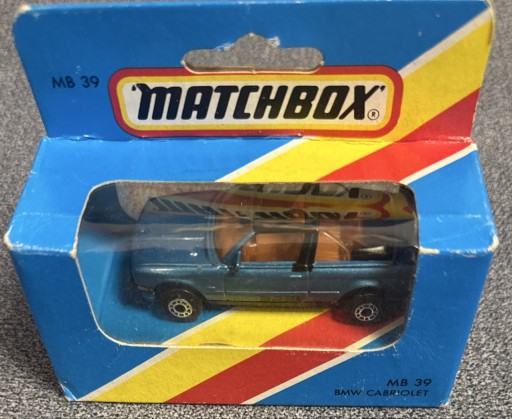 MB 39
'MATCHBOX'®
MB 39
BMW CABRIOLET